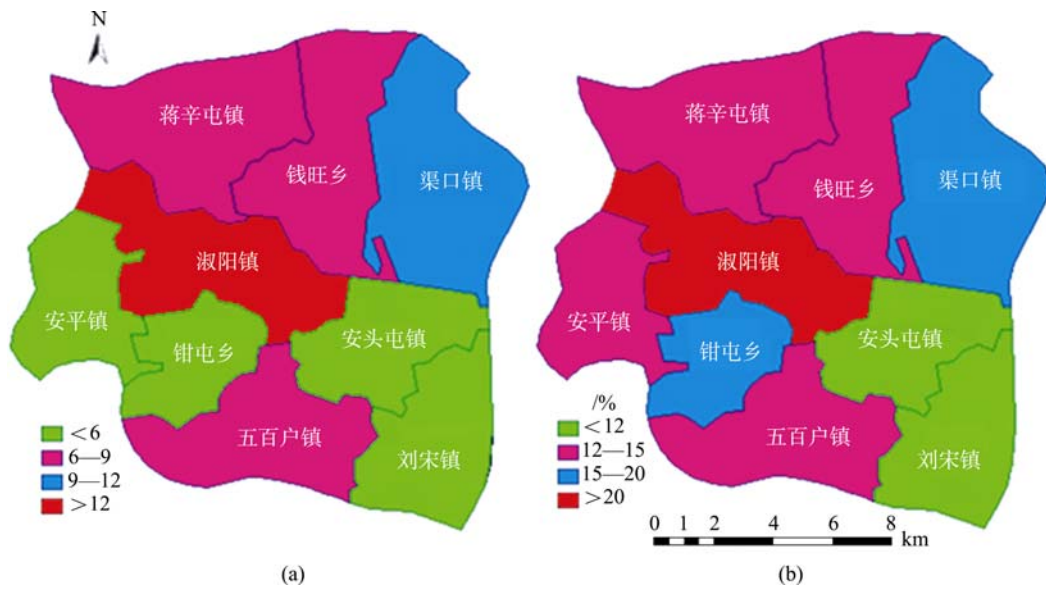 N
蒋辛屯镇
钱旺乡
渠口镇
淑阳镇
安平镇
钳屯乡
安头屯镇
五百户镇
刘宋镇
<6
6—9
9—12
>12
(a)
蒋辛屯镇
钱旺乡
渠口镇
淑阳镇
安平镇
钳屯乡
安头屯镇
五百户镇
刘宋镇
/%
<12
12—15
15—20
>20
0 1 2 4 6 8
km
(b)